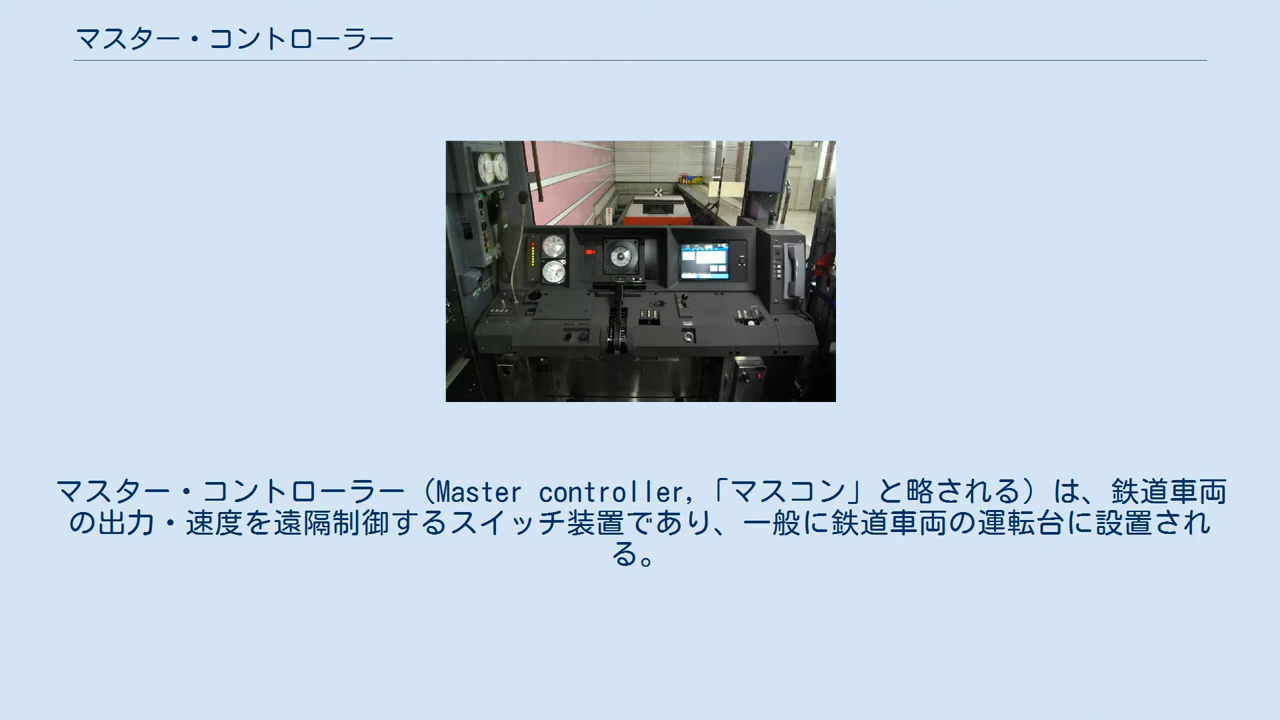 マスター・コントローラー
マスター・コントローラー（Master controller,「マスコン」と略される）は、鉄道車両
の出力・速度を遠隔制御するスイッチ装置であり、一般に鉄道車両の運転台に設置され
る。